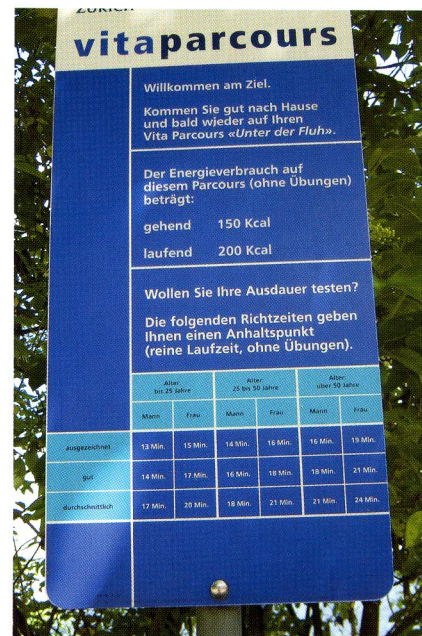 ZÜRICH
vitaparcours
Willkommen am Ziel.
Kommen Sie gut nach Hause
und bald wieder auf Ihren
Vita Parcours «Unter der Fluh».
Der Energieverbrauch auf
diesem Parcours (ohne Übungen)
beträgt:
gehend 150 Kcal
laufend 200 Kcal
Wollen Sie Ihre Ausdauer testen?
Die folgenden Richtzeiten geben
Ihnen einen Anhaltspunkt
(reine Laufzeit, ohne Übungen).
Alter: Alter: Alter:
bis 25 Jahre 25 bis 50 Jahre über 50 Jahre
Mann Frau Mann Frau Mann Frau
ausgezeichnet 13 Min. 15 Min. 14 Min. 16 Min. 16 Min. 19 Min.
gut 14 Min. 17 Min. 16 Min. 18 Min. 18 Min. 21 Min.
durchschnittlich 17 Min. 20 Min. 18 Min. 21 Min. 21 Min. 24 Min.